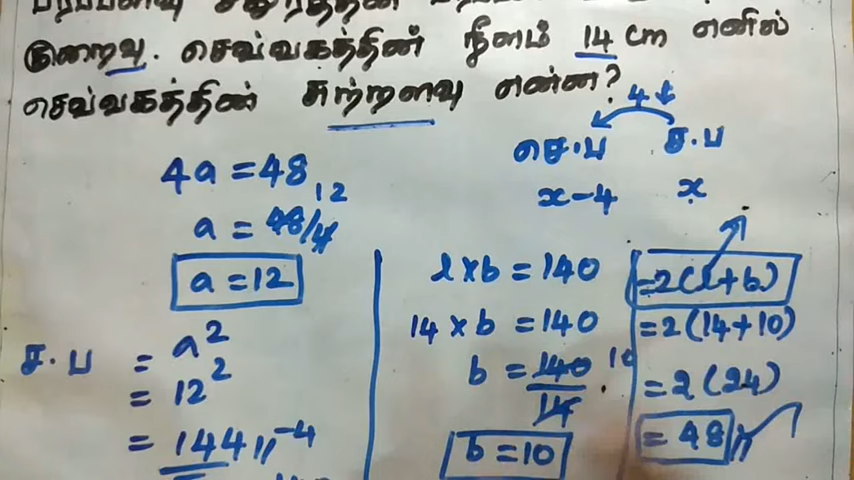 குறைவு. செவ்வகத்தின் நீளம் 14 cm எனில்
செவ்வகத்தின் சுற்றளவு என்ன?
4↓
செ.ப ச.ப
x-4 x
4a = 48
a = 48/4 12
a = 12
ச.ப = a²
= 12²
= 144,, -4
l x b = 140
14 x b = 140
b = 140/14 10
b = 10
= 2(l+b)
= 2(14+10)
= 2(24)
= 48,,